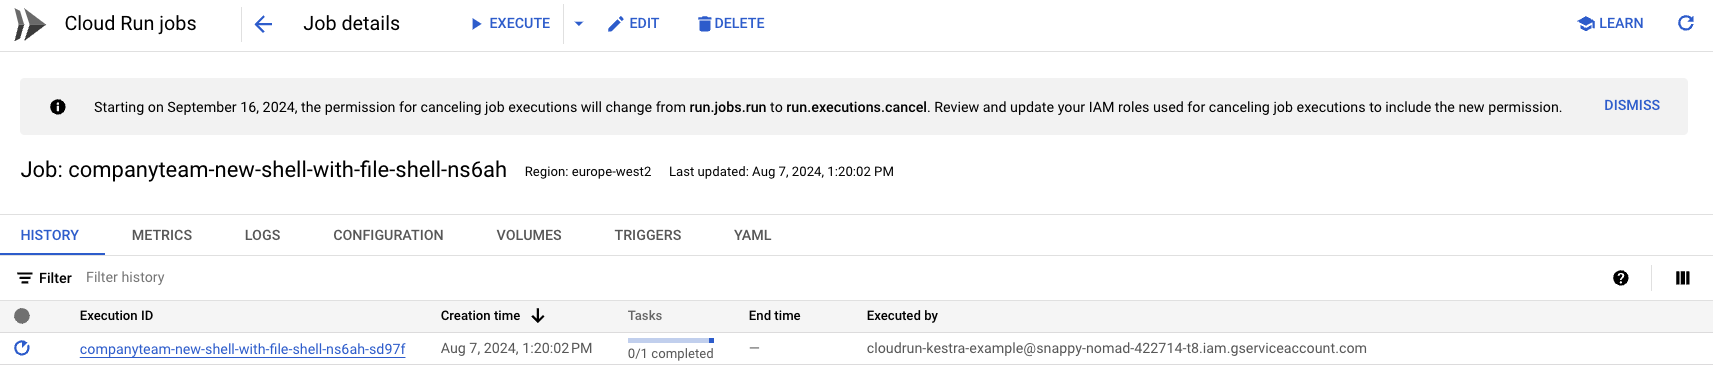 Cloud Run jobs Job details EXECUTE EDIT DELETE LEARN
Starting on September 16, 2024, the permission for canceling job executions will change from run.jobs.run to run.executions.cancel. Review and update your IAM roles used for canceling job executions to include the new permission. DISMISS
Job: companyteam-new-shell-with-file-shell-ns6ah Region: europe-west2 Last updated: Aug 7, 2024, 1:20:02 PM
HISTORY METRICS LOGS CONFIGURATION VOLUMES TRIGGERS YAML
Filter Filter history
Execution ID Creation time Tasks End time Executed by
companyteam-new-shell-with-file-shell-ns6ah-sd97f Aug 7, 2024, 1:20:02 PM 0/1 completed — cloudrun-kestra-example@snappy-nomad-422714-t8.iam.gserviceaccount.com